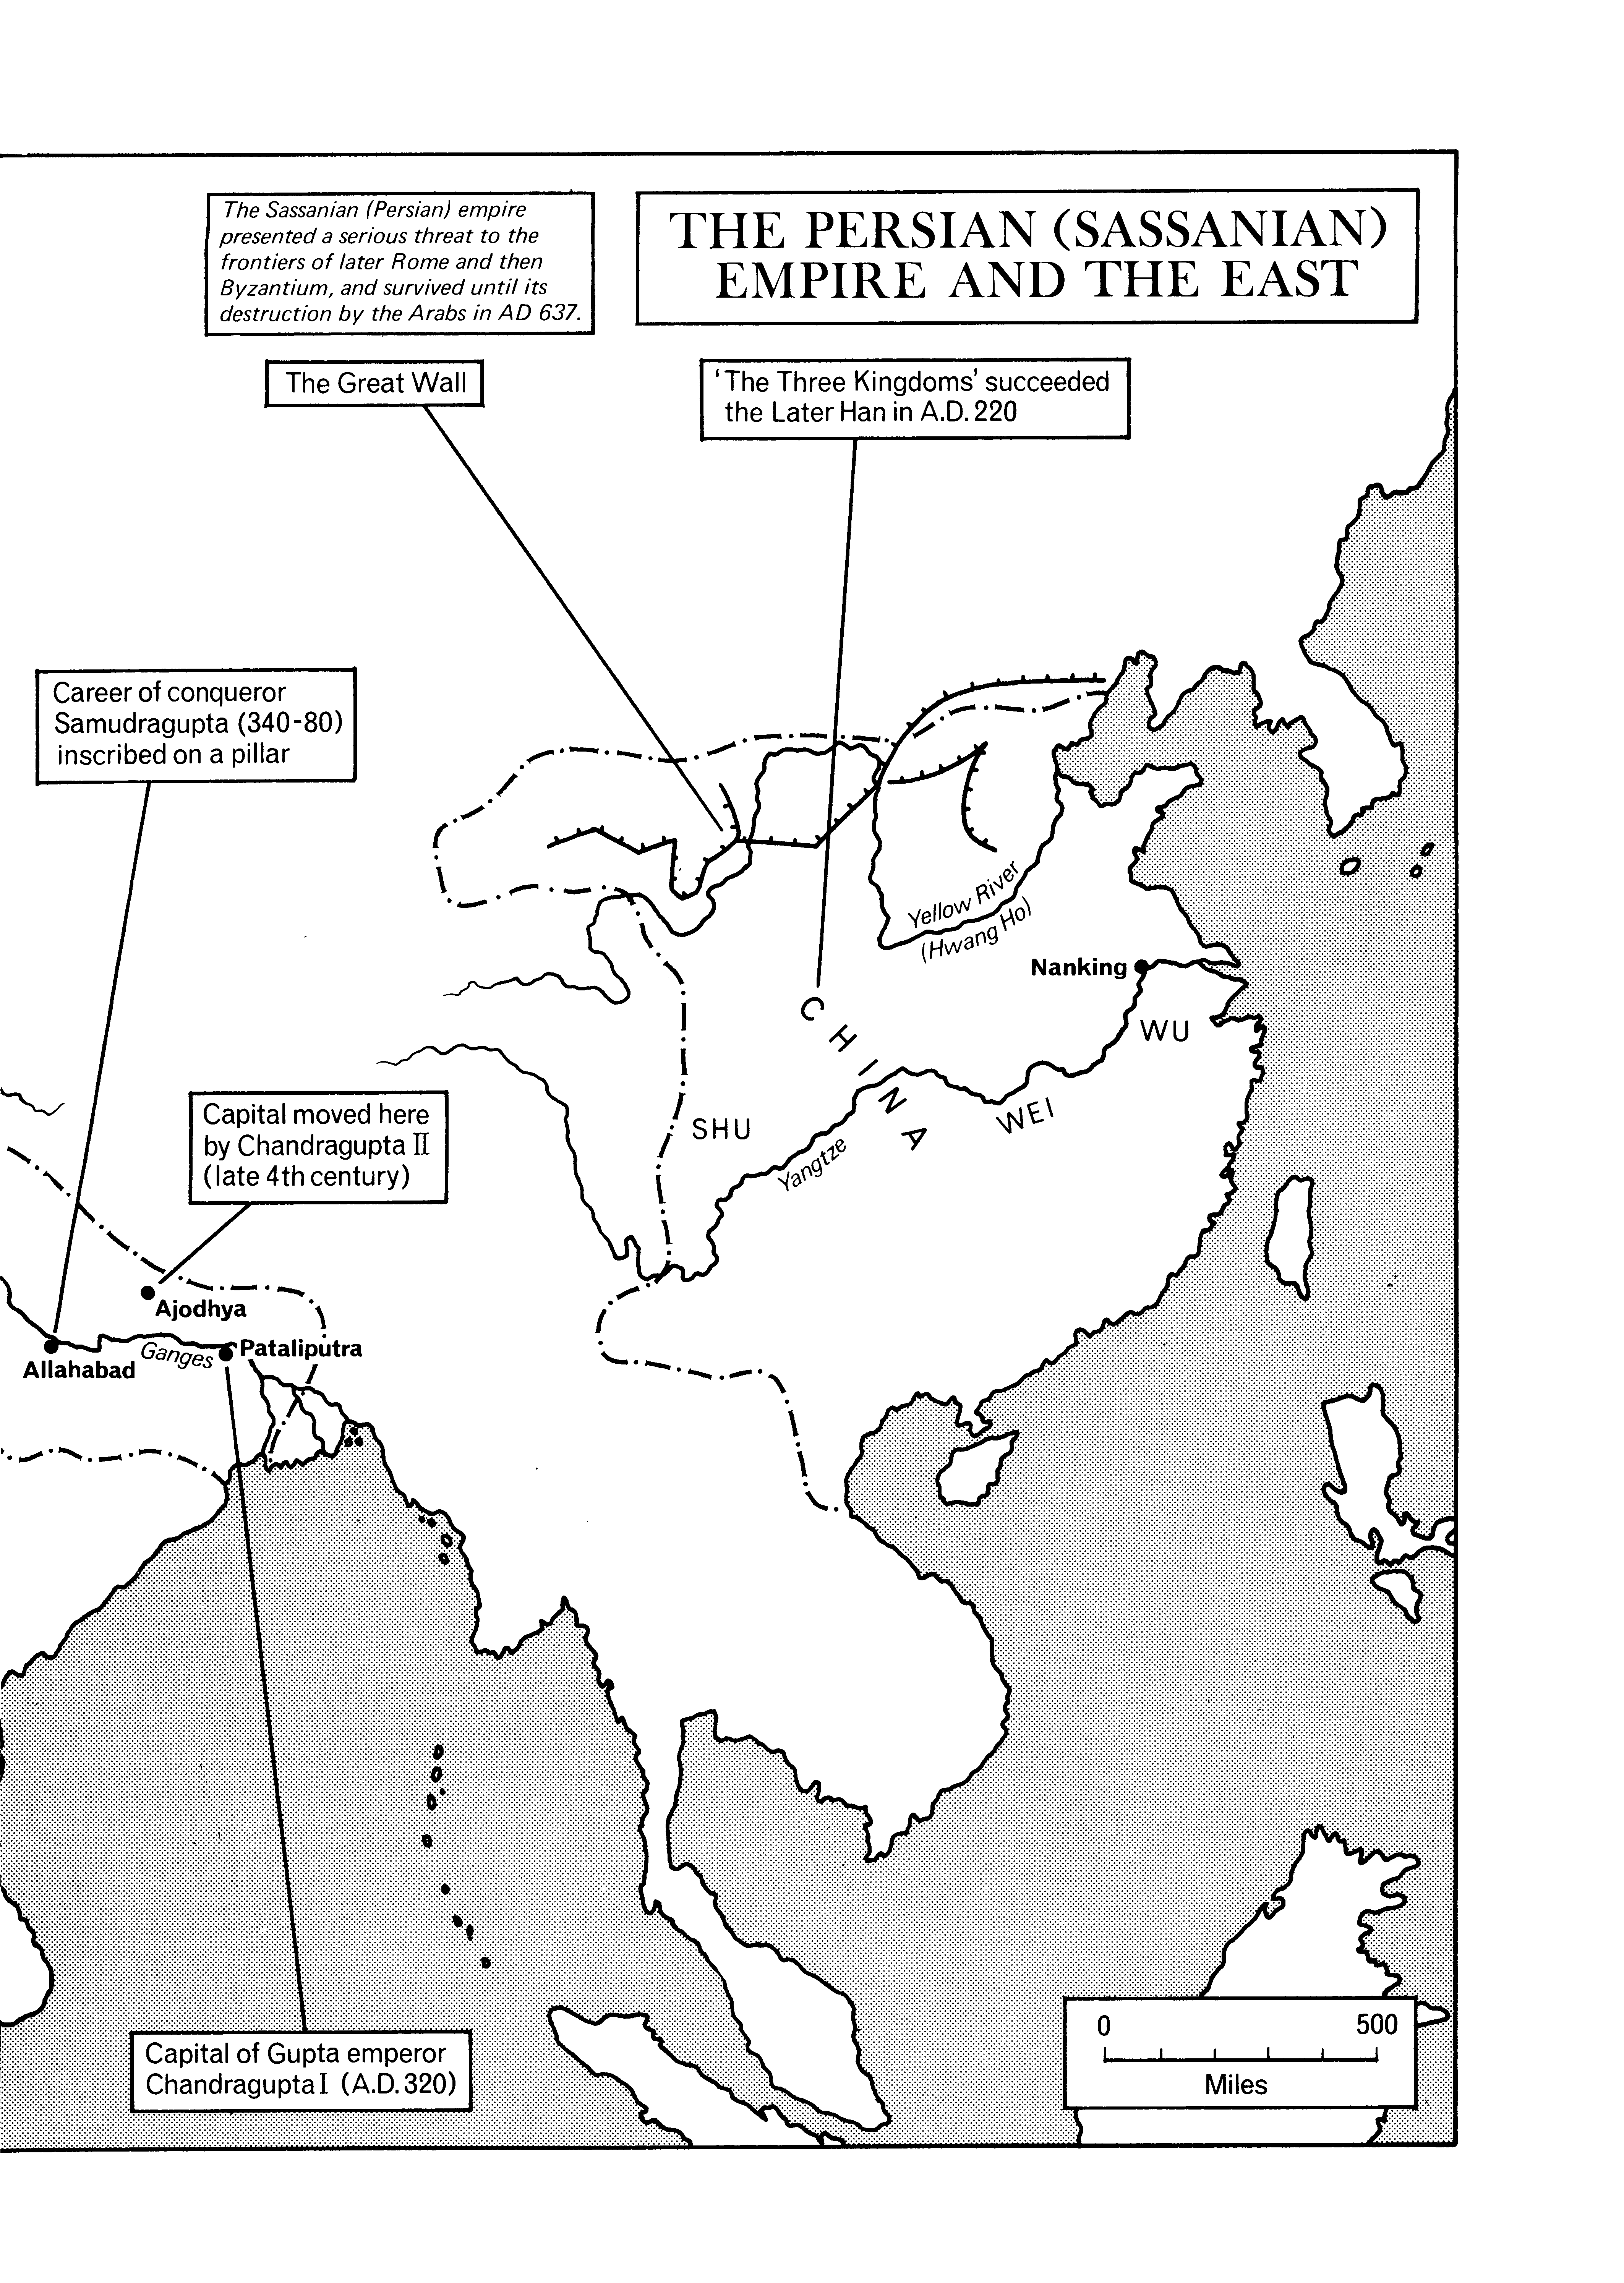 The Sassanian (Persian) empire
presented a serious threat to the
frontiers of later Rome and then
Byzantium, and survived until its
destruction by the Arabs in AD 637.
THE PERSIAN (SASSANIAN)
EMPIRE AND THE EAST
The Great Wall
‘The Three Kingdoms’ succeeded
the Later Han in A.D. 220
Career of conqueror
Samudragupta (340-80)
inscribed on a pillar
Yellow River
(Hwang Ho)
Nanking
CHINA
WU
SHU
WEI
Yangtze
Capital moved here
by Chandragupta II
(late 4th century)
Ajodhya
Allahabad
Ganges
Pataliputra
Capital of Gupta emperor
Chandragupta I (A.D. 320)
0 500
Miles